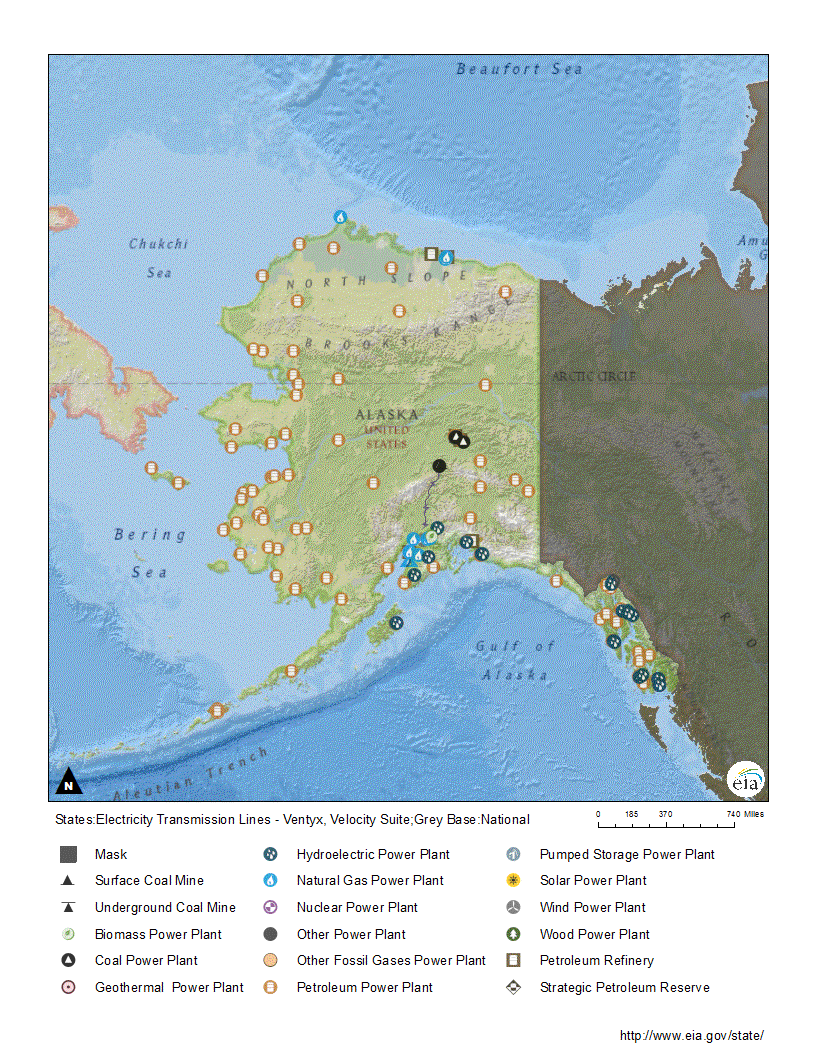 Beaufort Sea
Chukchi
Sea
Amu
G
NORTH SLOPE
BROOKS RANGE
ARCTIC CIRCLE
ALASKA
UNITED
STATES
MACKENZIE
MOUNTAINS
Bering
Sea
Gulf of
Alaska
Aleutian Trench
N
eia
States:Electricity Transmission Lines - Ventyx, Velocity Suite;Grey Base:National
0 185 370 740 Miles
Mask
Hydroelectric Power Plant
Pumped Storage Power Plant
Surface Coal Mine
Natural Gas Power Plant
Solar Power Plant
Underground Coal Mine
Nuclear Power Plant
Wind Power Plant
Biomass Power Plant
Other Power Plant
Wood Power Plant
Coal Power Plant
Other Fossil Gases Power Plant
Petroleum Refinery
Geothermal Power Plant
Petroleum Power Plant
Strategic Petroleum Reserve
http://www.eia.gov/state/